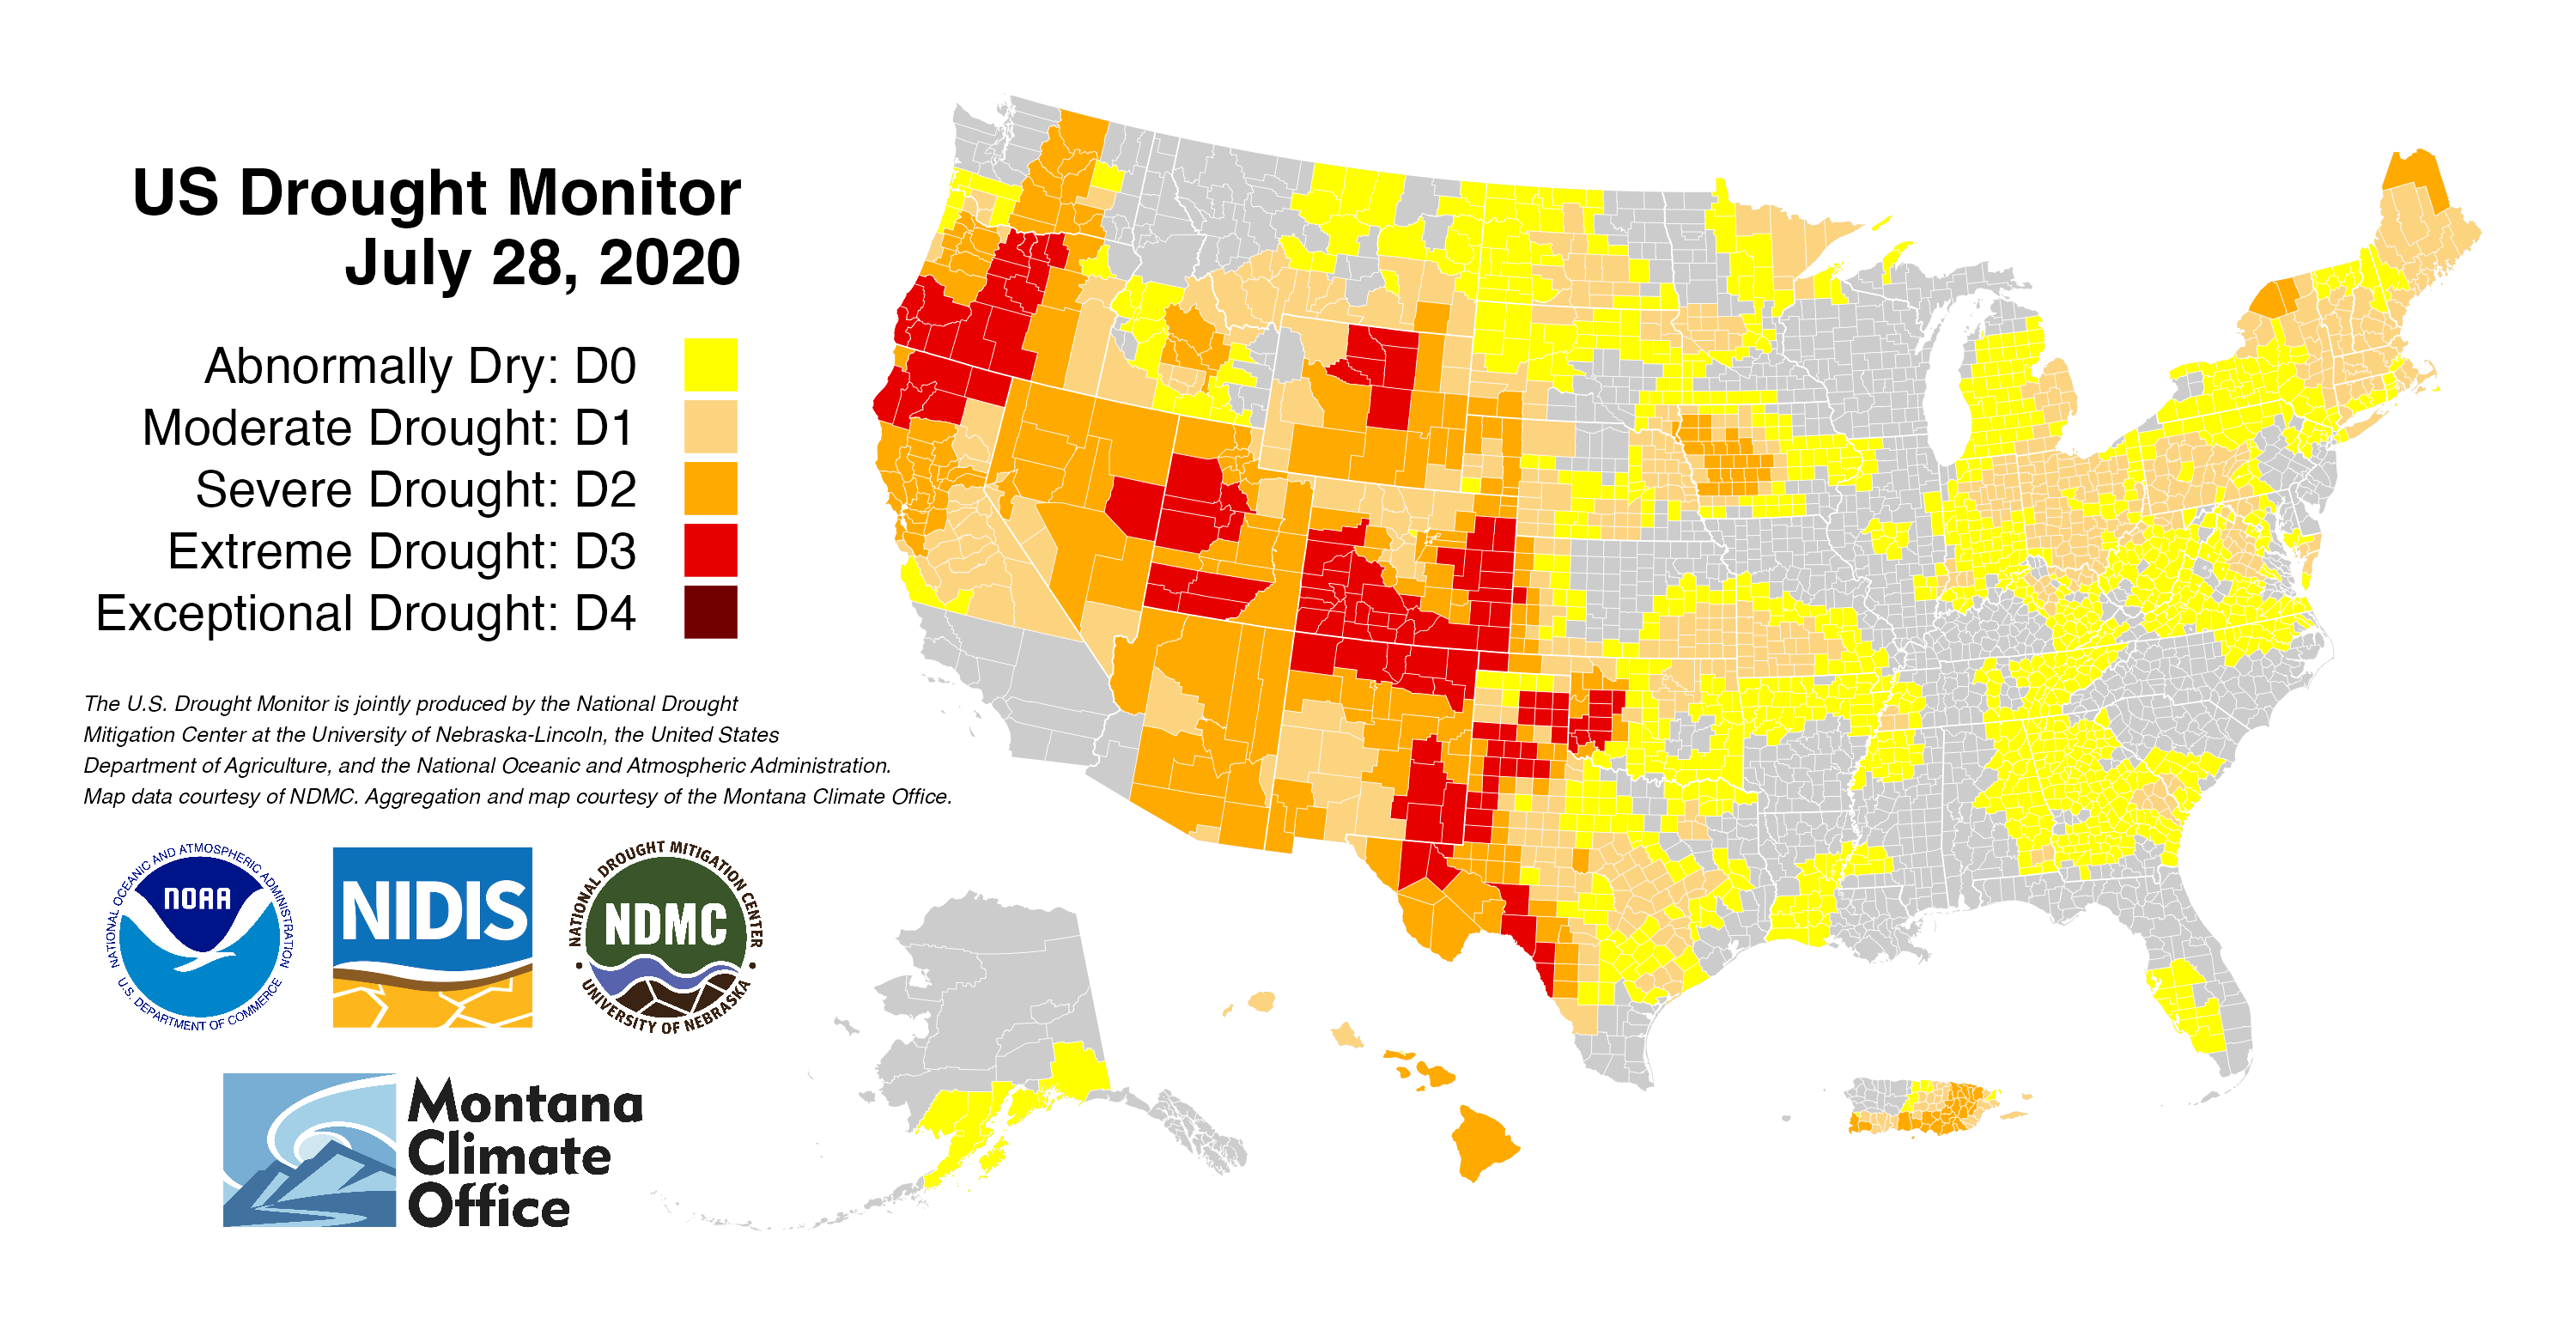 US Drought Monitor
July 28, 2020
Abnormally Dry: D0
Moderate Drought: D1
Severe Drought: D2
Extreme Drought: D3
Exceptional Drought: D4
The U.S. Drought Monitor is jointly produced by the National Drought
Mitigation Center at the University of Nebraska-Lincoln, the United States
Department of Agriculture, and the National Oceanic and Atmospheric Administration.
Map data courtesy of NDMC. Aggregation and map courtesy of the Montana Climate Office.
NATIONAL OCEANIC AND ATMOSPHERIC ADMINISTRATION
NOAA
U.S. DEPARTMENT OF COMMERCE
NIDIS
NATIONAL DROUGHT MITIGATION CENTER
NDMC
UNIVERSITY OF NEBRASKA
Montana
Climate
Office